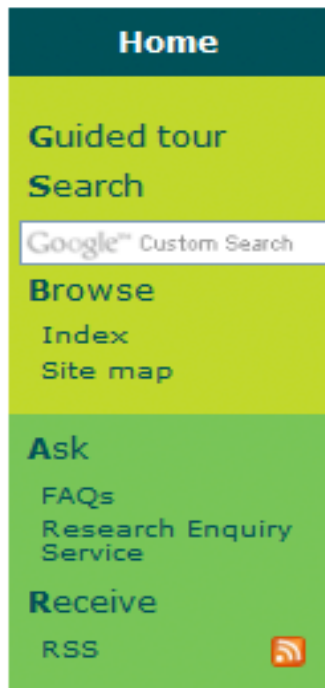 Home
Guided tour
Search
Google™ Custom Search
Browse
Index
Site map
Ask
FAQs
Research Enquiry
Service
Receive
RSS